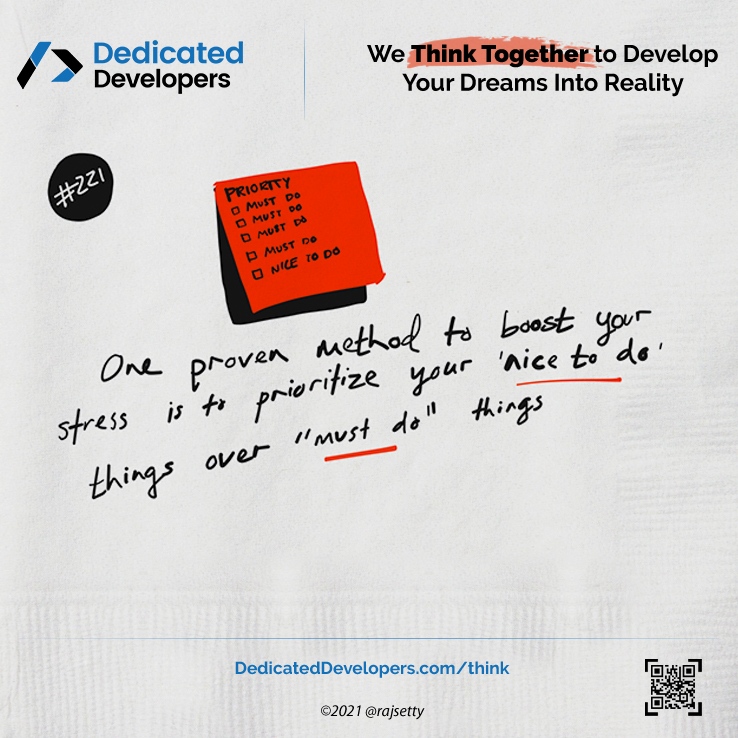 Dedicated
Developers
We Think Together to Develop
Your Dreams Into Reality
#221
PRIORITY
MUST DO
MUST DO
MUST DO
MUST DO
NICE TO DO
One proven method to boost your
stress is to prioritize your 'nice to do'
things over "must do" things
DedicatedDevelopers.com/think
©2021 @rajsetty